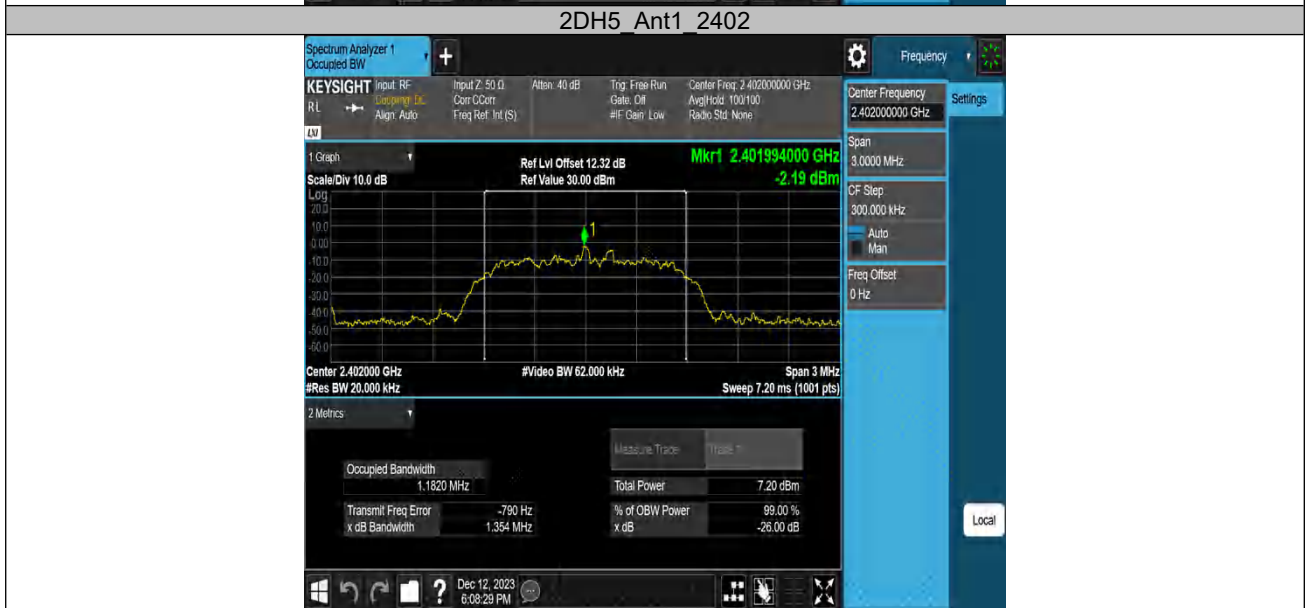 2DH5_Ant1_2402
Spectrum Analyzer 1
Occupied BW
+
Frequency
KEYSIGHT
RL
LXI
Input: RF
Coupling: DC
Align: Auto
Input Z: 50 Ω
Corr CCorr
Freq Ref: Int (S)
Atten: 40 dB
Trig: Free Run
Gate: Off
#IF Gain: Low
Center Freq: 2.402000000 GHz
Avg|Hold: 100/100
Radio Std: None
Center Frequency
2.402000000 GHz
Settings
Span
3.0000 MHz
CF Step
300.000 kHz
Auto
Man
Freq Offset
0 Hz
Local
1 Graph
Scale/Div 10.0 dB
Ref Lvl Offset 12.32 dB
Ref Value 30.00 dBm
Mkr1 2.401994000 GHz
-2.19 dBm
Log
20.0
10.0
0.00
-10.0
-20.0
-30.0
-40.0
-50.0
-60.0
1
Center 2.402000 GHz
#Res BW 20.000 kHz
#Video BW 62.000 kHz
Span 3 MHz
Sweep 7.20 ms (1001 pts)
2 Metrics
Measure Trace
Trace 1
Occupied Bandwidth
1.1820 MHz
Total Power
7.20 dBm
Transmit Freq Error
-790 Hz
% of OBW Power
99.00 %
x dB Bandwidth
1.354 MHz
x dB
-26.00 dB
?
Dec 12, 2023
6:08:29 PM